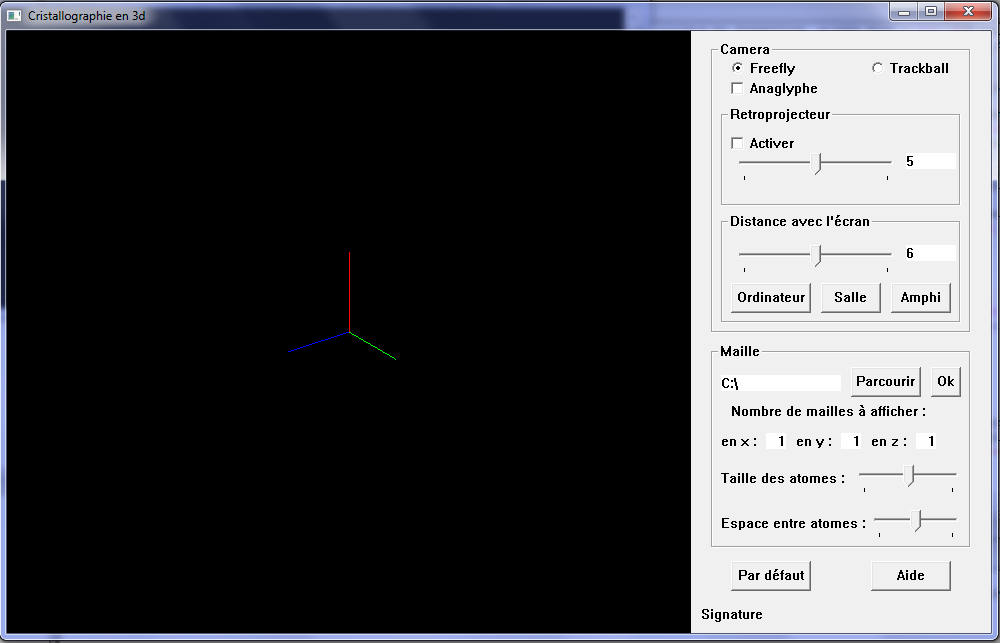 Cristallographie en 3d
Camera
Freefly Trackball
Anaglyphe
Retroprojecteur
Activer
5
Distance avec l'écran
6
Ordinateur Salle Amphi
Maille
C:\ Parcourir Ok
Nombre de mailles à afficher :
en x : 1 en y : 1 en z : 1
Taille des atomes :
Espace entre atomes :
Par défaut Aide
Signature